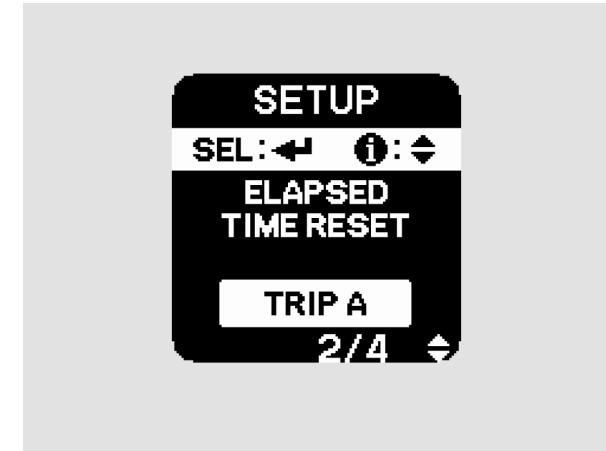 SETUP
SEL:↵ ℹ:⬍
ELAPSED
TIME RESET
TRIP A
2/4